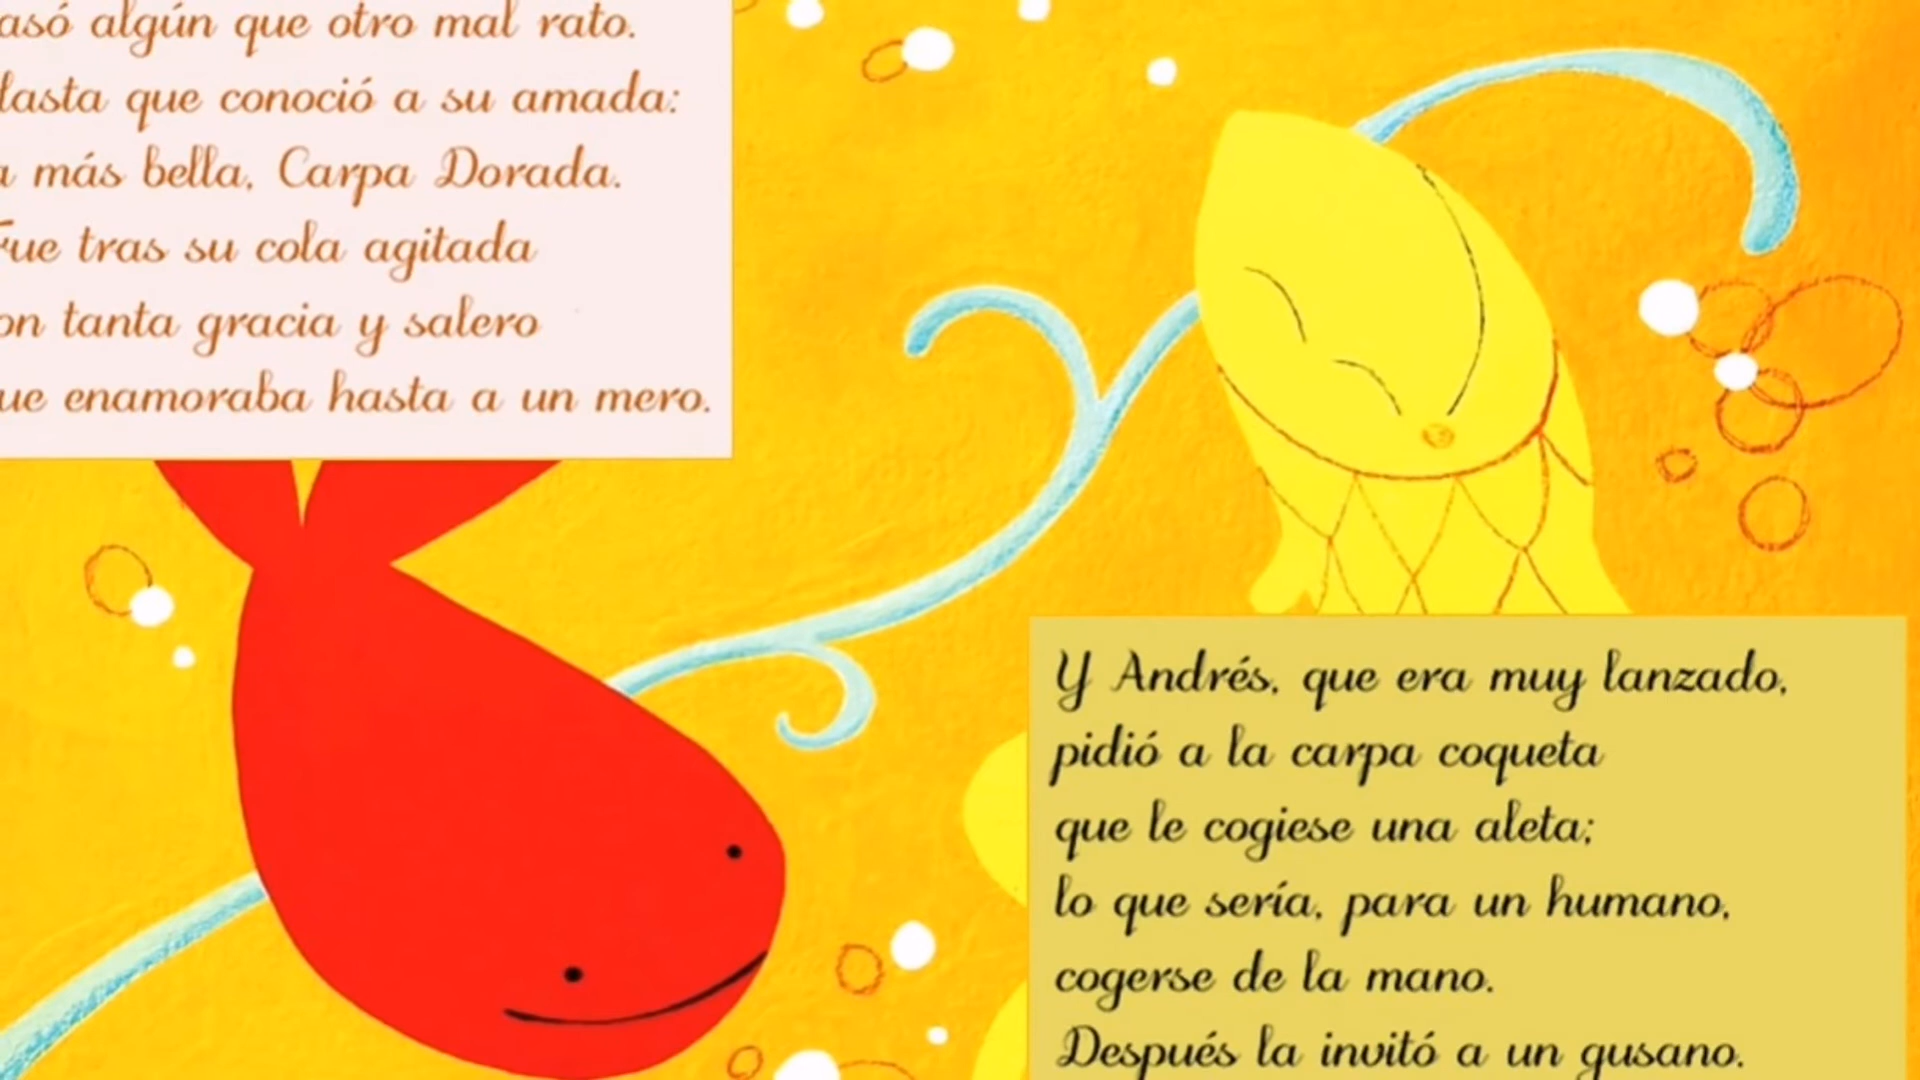 asó algún que otro mal rato.
asta que conoció a su amada:
a más bella, Carpa Dorada.
Fue tras su cola agitada
on tanta gracia y salero
ue enamoraba hasta a un mero.
Y Andrés, que era muy lanzado,
pidió a la carpa coqueta
que le cogiese una aleta;
lo que sería, para un humano,
cogerse de la mano.
Después la invitó a un gusano.